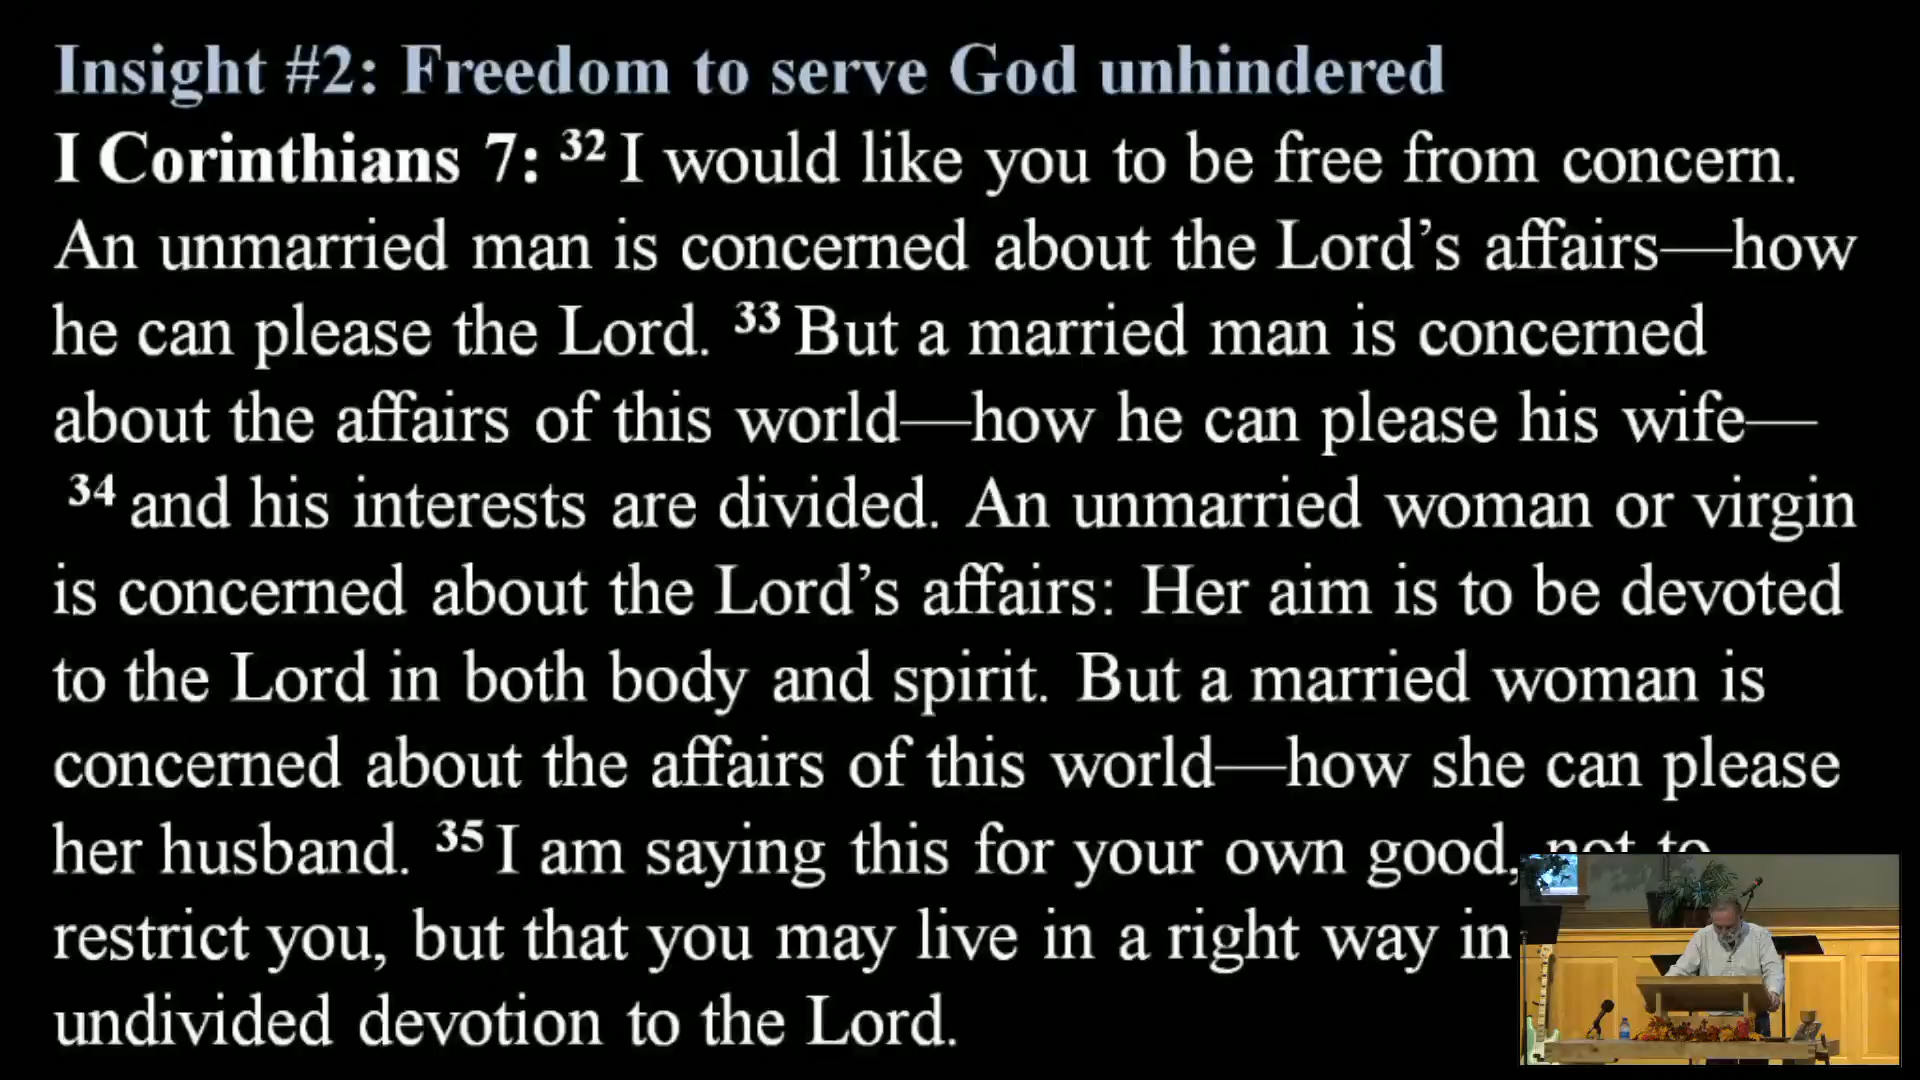 Insight #2: Freedom to serve God unhindered
I Corinthians 7: 32 I would like you to be free from concern.
An unmarried man is concerned about the Lord’s affairs—how
he can please the Lord. 33 But a married man is concerned
about the affairs of this world—how he can please his wife—
34 and his interests are divided. An unmarried woman or virgin
is concerned about the Lord’s affairs: Her aim is to be devoted
to the Lord in both body and spirit. But a married woman is
concerned about the affairs of this world—how she can please
her husband. 35 I am saying this for your own good, not to
restrict you, but that you may live in a right way in
undivided devotion to the Lord.